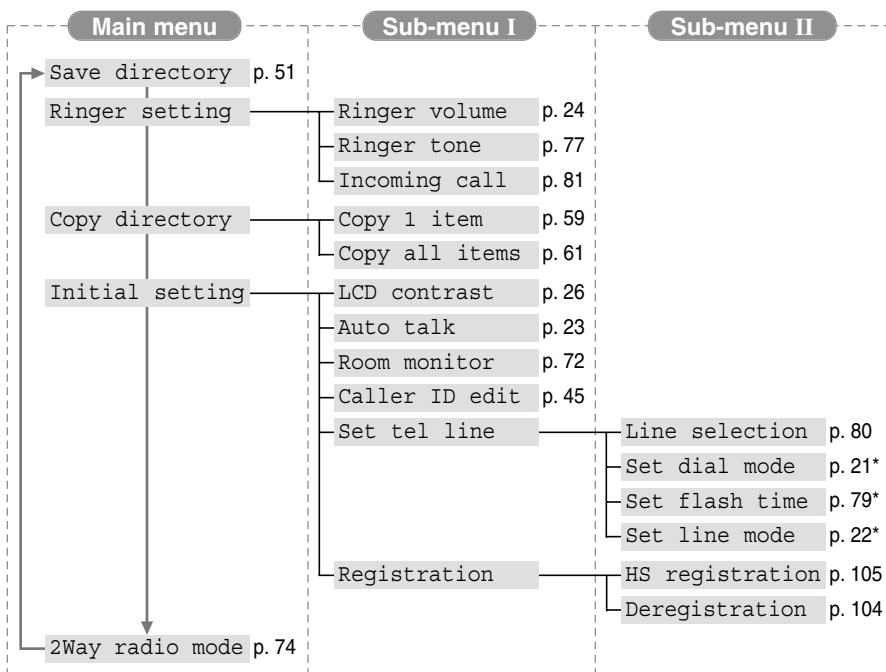 Main menu Sub-menu I Sub-menu II
Save directory p. 51
Ringer setting Ringer volume p. 24
Ringer tone p. 77
Incoming call p. 81
Copy directory Copy 1 item p. 59
Copy all items p. 61
Initial setting LCD contrast p. 26
Auto talk p. 23
Room monitor p. 72
Caller ID edit p. 45
Set tel line Line selection p. 80
Set dial mode p. 21*
Set flash time p. 79*
Set line mode p. 22*
Registration HS registration p. 105
Deregistration p. 104
2Way radio mode p. 74